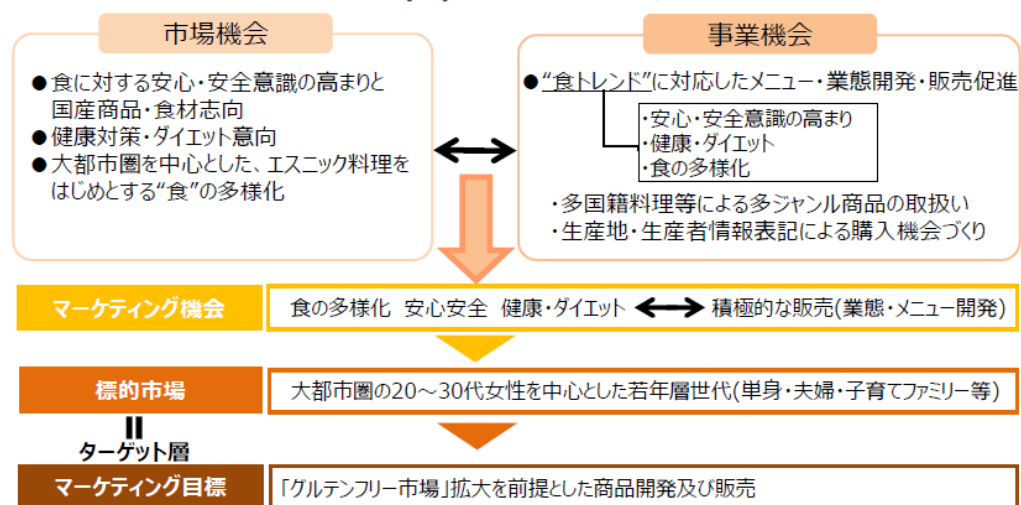 市場機会
●食に対する安心・安全意識の高まりと
国産商品・食材志向
●健康対策・ダイエット意向
●大都市圏を中心とした、エスニック料理を
はじめとする“食”の多様化
事業機会
●“食トレンド”に対応したメニュー・業態開発・販売促進
・安心・安全意識の高まり
・健康・ダイエット
・食の多様化
・多国籍料理等による多ジャンル商品の取扱い
・生産地・生産者情報表記による購入機会づくり
マーケティング機会
食の多様化 安心安全 健康・ダイエット ⟷ 積極的な販売(業態・メニュー開発)
標的市場
大都市圏の20～30代女性を中心とした若年層世代(単身・夫婦・子育てファミリー等)
ターゲット層
マーケティング目標
「グルテンフリー市場」拡大を前提とした商品開発及び販売